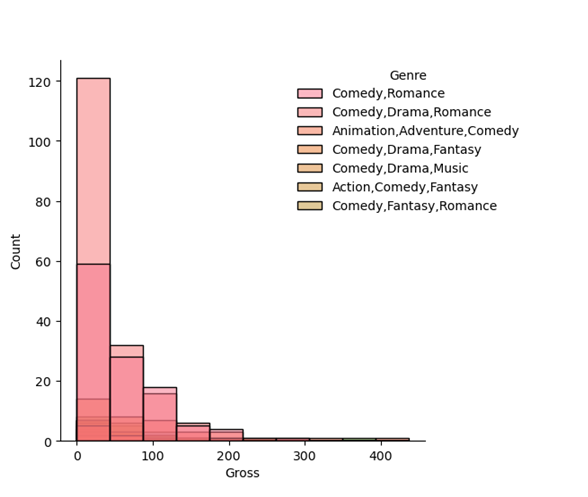 Genre
Comedy,Romance
Comedy,Drama,Romance
Animation,Adventure,Comedy
Comedy,Drama,Fantasy
Comedy,Drama,Music
Action,Comedy,Fantasy
Comedy,Fantasy,Romance
120
100
80
60
40
20
0
Count
0 100 200 300 400
Gross